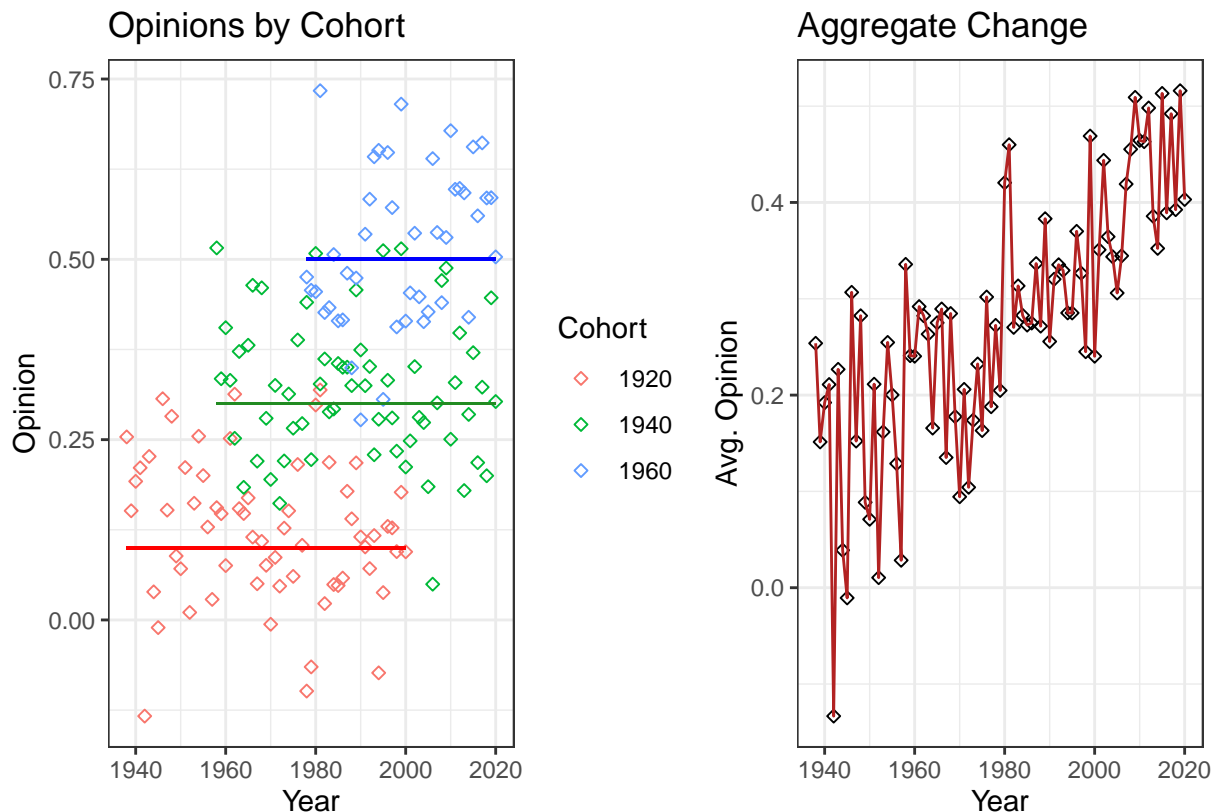 Opinions by Cohort
0.75
0.50
0.25
0.00
Opinion
1940 1960 1980 2000 2020
Year
Cohort
1920
1940
1960
Aggregate Change
0.4
0.2
0.0
Avg. Opinion
1940 1960 1980 2000 2020
Year